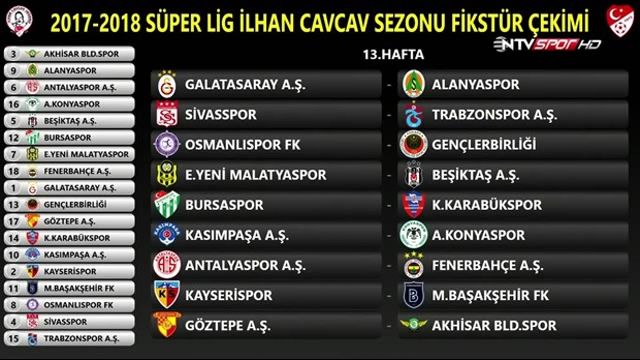 2017-2018 SÜPER LİG İLHAN CAVCAV SEZONU FİKSTÜR ÇEKİMİ
NTVSPOR HD
13.HAFTA
3 AKHİSAR BLD.SPOR
9 ALANYASPOR
6 ANTALYASPOR A.Ş.
16 A.KONYASPOR
5 BEŞİKTAŞ A.Ş.
12 BURSASPOR
7 E.YENİ MALATYASPOR
18 FENERBAHÇE A.Ş.
1 GALATASARAY A.Ş.
13 GENÇLERBİRLİĞİ
17 GÖZTEPE A.Ş.
14 K.KARABÜKSPOR
10 KASIMPAŞA A.Ş.
2 KAYSERİSPOR
11 M.BAŞAKŞEHİR FK
8 OSMANLISPOR FK
4 SİVASSPOR
15 TRABZONSPOR A.Ş.
GALATASARAY A.Ş. - ALANYASPOR
SİVASSPOR - TRABZONSPOR A.Ş.
OSMANLISPOR FK - GENÇLERBİRLİĞİ
E.YENİ MALATYASPOR - BEŞİKTAŞ A.Ş.
BURSASPOR - K.KARABÜKSPOR
KASIMPAŞA A.Ş. - A.KONYASPOR
ANTALYASPOR A.Ş. - FENERBAHÇE A.Ş.
KAYSERİSPOR - M.BAŞAKŞEHİR FK
GÖZTEPE A.Ş. - AKHİSAR BLD.SPOR